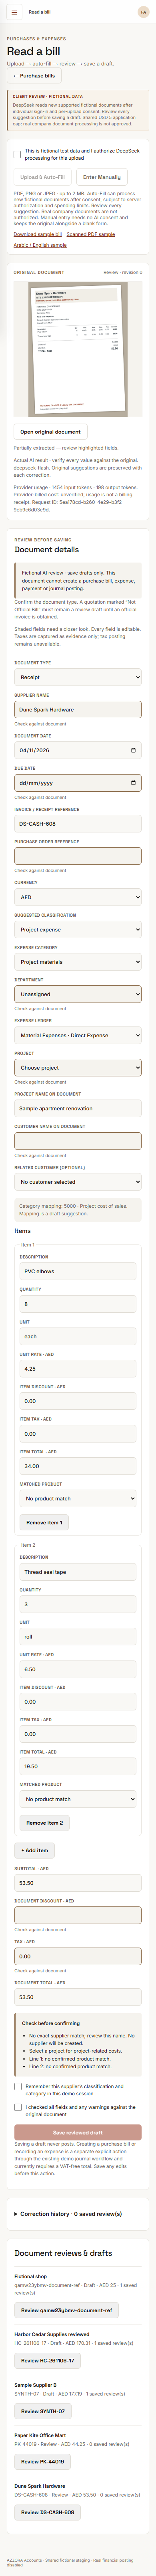 Read a bill
PURCHASES & EXPENSES
Read a bill
Upload → auto-fill → review → save a draft.
← Purchase bills
CLIENT REVIEW · FICTIONAL DATA
DeepSeek reads new supported fictional documents after individual sign-in and per-upload consent. Review every suggestion before saving a draft. Shared USD 5 application cap; real company document processing is not approved.
This is fictional test data and I authorize DeepSeek processing for this upload
Upload & Auto-Fill
Enter Manually
PDF, PNG or JPEG · up to 2 MB. Auto-Fill can process new fictional documents after consent, subject to server authorization and spending limits. Review every suggestion. Real company documents are not authorized. Manual entry needs no AI consent and keeps the original alongside a blank form.
Download sample bill
Scanned PDF sample
Arabic / English sample
ORIGINAL DOCUMENT
Review · revision 0
Dune Spark Hardware
Open original document
Partially extracted — review highlighted fields.
Actual AI result · verify every value against the original
Provider usage · 1454 input tokens · 198 output tokens.
DOCUMENT REVIEW BEFORE SAVING
Document details
Fictional AI review · save drafts only. This document cannot create a purchase bill, expense, payment or journal posting.
Confirm the document type. A quotation marked "Not Official Bill" must remain a review draft until an official invoice is obtained.
Shaded fields need a closer look. Every field is editable. Taxes are captured as evidence only; tax posting remains unavailable.
DOCUMENT TYPE
Receipt
SUPPLIER NAME
Dune Spark Hardware
Check against document
DOCUMENT DATE
04/11/2026
DUE DATE
dd/mm/yyyy
Check against document
INVOICE / RECEIPT REFERENCE
DS-CASH-608
PURCHASE ORDER REFERENCE
Check against document
CURRENCY
AED
SUGGESTED CLASSIFICATION
Project expense
EXPENSE CATEGORY
Project materials
DEPARTMENT
Unassigned
Check against document
EXPENSE LEDGER
Material Expenses · Direct Expense
PROJECT
Choose project
Check against document
PROJECT NAME ON DOCUMENT
Sample apartment renovation
CUSTOMER NAME ON DOCUMENT
Check against document
RELATED CUSTOMER (OPTIONAL)
No customer selected
Category mapping: 5000 · Project cost of sales. Mapping is a draft suggestion.
Items
Item 1
DESCRIPTION
PVC elbows
QUANTITY
8
UNIT
each
UNIT RATE · AED
4.25
ITEM DISCOUNT · AED
0.00
ITEM TAX · AED
0.00
ITEM TOTAL · AED
34.00
MATCHED PRODUCT
No product match
Remove item 1
Item 2
DESCRIPTION
Thread seal tape
QUANTITY
3
UNIT
roll
UNIT RATE · AED
6.50
ITEM DISCOUNT · AED
0.00
ITEM TAX · AED
0.00
ITEM TOTAL · AED
19.50
MATCHED PRODUCT
No product match
Remove item 2
+ Add item
SUBTOTAL · AED
53.50
DOCUMENT DISCOUNT · AED
Check against document
TAX · AED
0.00
Check against document
DOCUMENT TOTAL · AED
53.50
Check before confirming
• No exact supplier match; review this name. No supplier will be created.
• Select a project for project-related costs.
• Line 1: no confirmed product match.
• Line 2: no confirmed product match.
Remember this supplier's classification and category in this demo session
I checked all fields and any warnings against the original document
Save reviewed draft
Saving a draft never posts. Creating a purchase bill or recording an expense is a separate explicit action through the existing demo journal workflow and currently requires a VAT-free item. Save any edits before this action.
Correction history · 0 saved review(s)
Document reviews & drafts
Fictional shop
Review qamw23ybmv-document-ref
Harbor Cedar Supplies reviewed
HC-261106-17 · Draft · AED 170.31 · 1 saved review(s)
Review HC-261106-17
Sample Supplier B
Review SYNTH-07
Paper Kite Office Mart
PK-44019 · Review · AED 44.25 · 0 saved review(s)
Review PK-44019
Dune Spark Hardware
DS-CASH-608 · Review · AED 53.50 · 0 saved review(s)
Review DS-CASH-608
AZZORA Accounts · Shared fictional staging · Real financial posting disabled